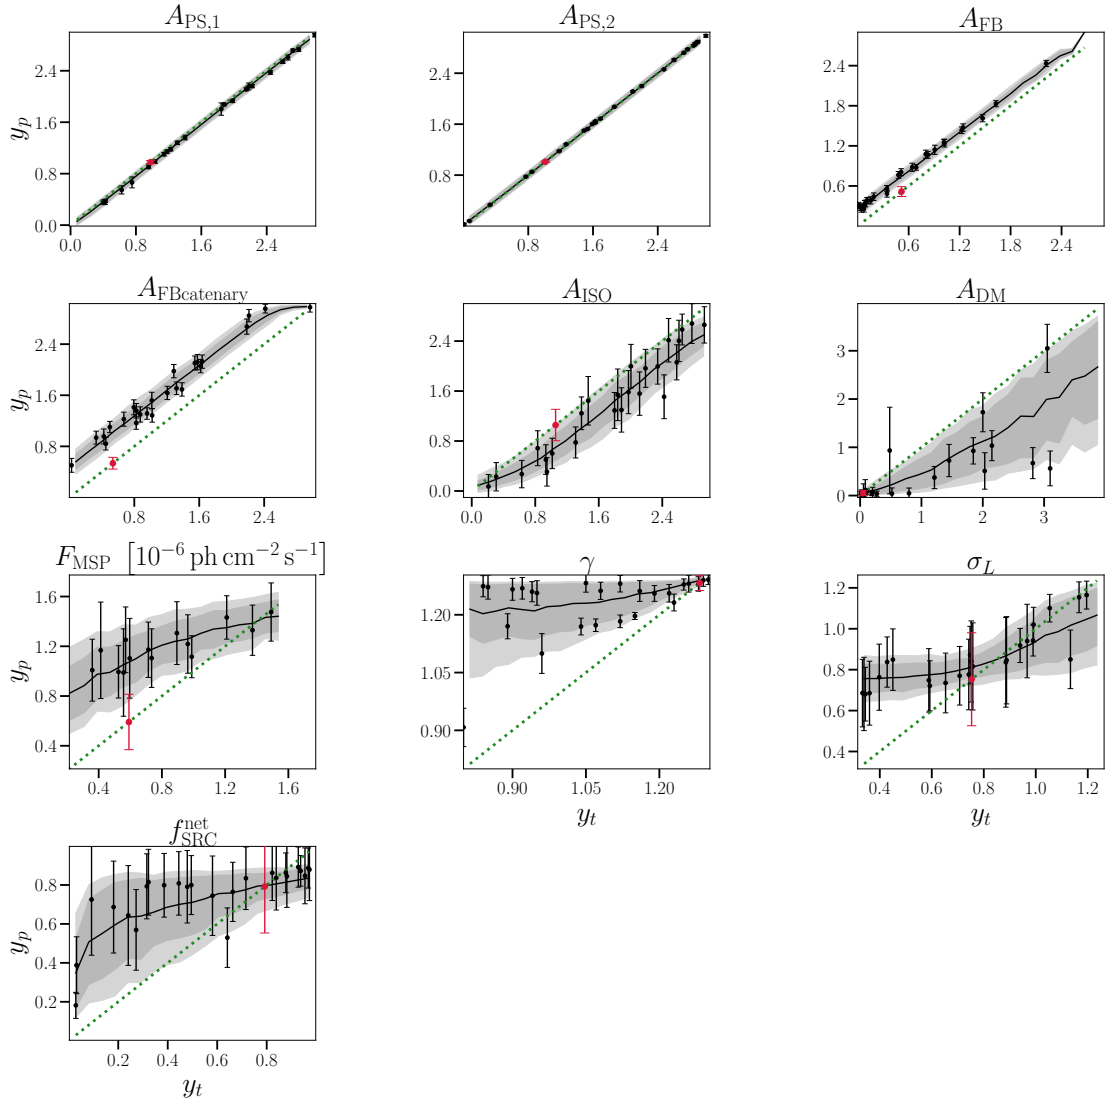 A_PS,1 A_PS,2 A_FB
y_p
2.4 1.6 0.8 0.0
0.0 0.8 1.6 2.4
2.4 1.6 0.8
0.8 1.6 2.4
2.4 1.8 1.2 0.6
0.6 1.2 1.8 2.4
A_FBcatenary A_ISO A_DM
y_p
2.4 1.6 0.8
0.8 1.6 2.4
2.4 1.6 0.8 0.0
0.0 0.8 1.6 2.4
3 2 1 0
0 1 2 3
F_MSP [10^−6 ph cm^−2 s^−1] γ σ_L
y_p
1.6 1.2 0.8 0.4
0.4 0.8 1.2 1.6
1.20 1.05 0.90
0.90 1.05 1.20
y_t
1.2 1.0 0.8 0.6 0.4
0.4 0.6 0.8 1.0 1.2
y_t
f_SRC^net
y_p
0.8 0.6 0.4 0.2
0.2 0.4 0.6 0.8
y_t